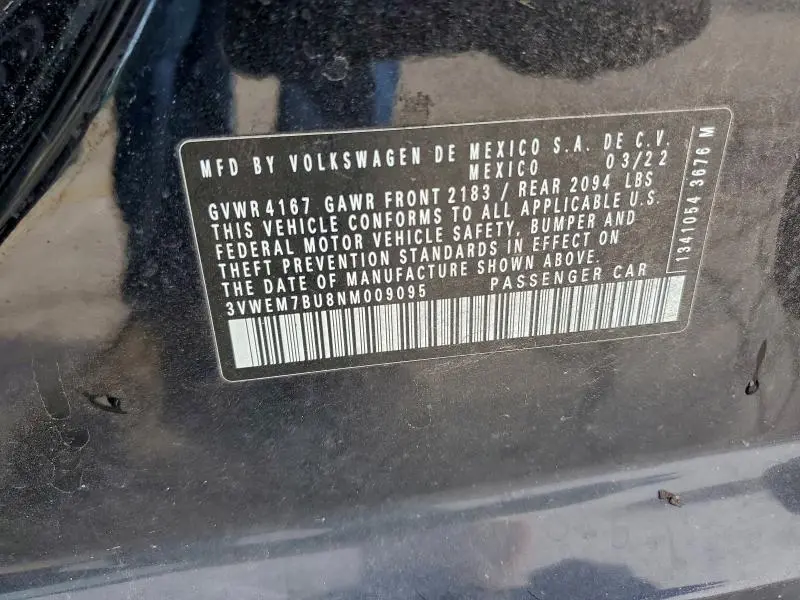 MFD BY VOLKSWAGEN DE MEXICO S.A. DE C.V.
MEXICO 03/22
GVWR 4167 GAWR FRONT 2183 / REAR 2094 LBS
THIS VEHICLE CONFORMS TO ALL APPLICABLE U.S.
FEDERAL MOTOR VEHICLE SAFETY, BUMPER AND
THEFT PREVENTION STANDARDS IN EFFECT ON
THE DATE OF MANUFACTURE SHOWN ABOVE.
3VWEM7BU8NM009095 PASSENGER CAR
1341054 3676 M